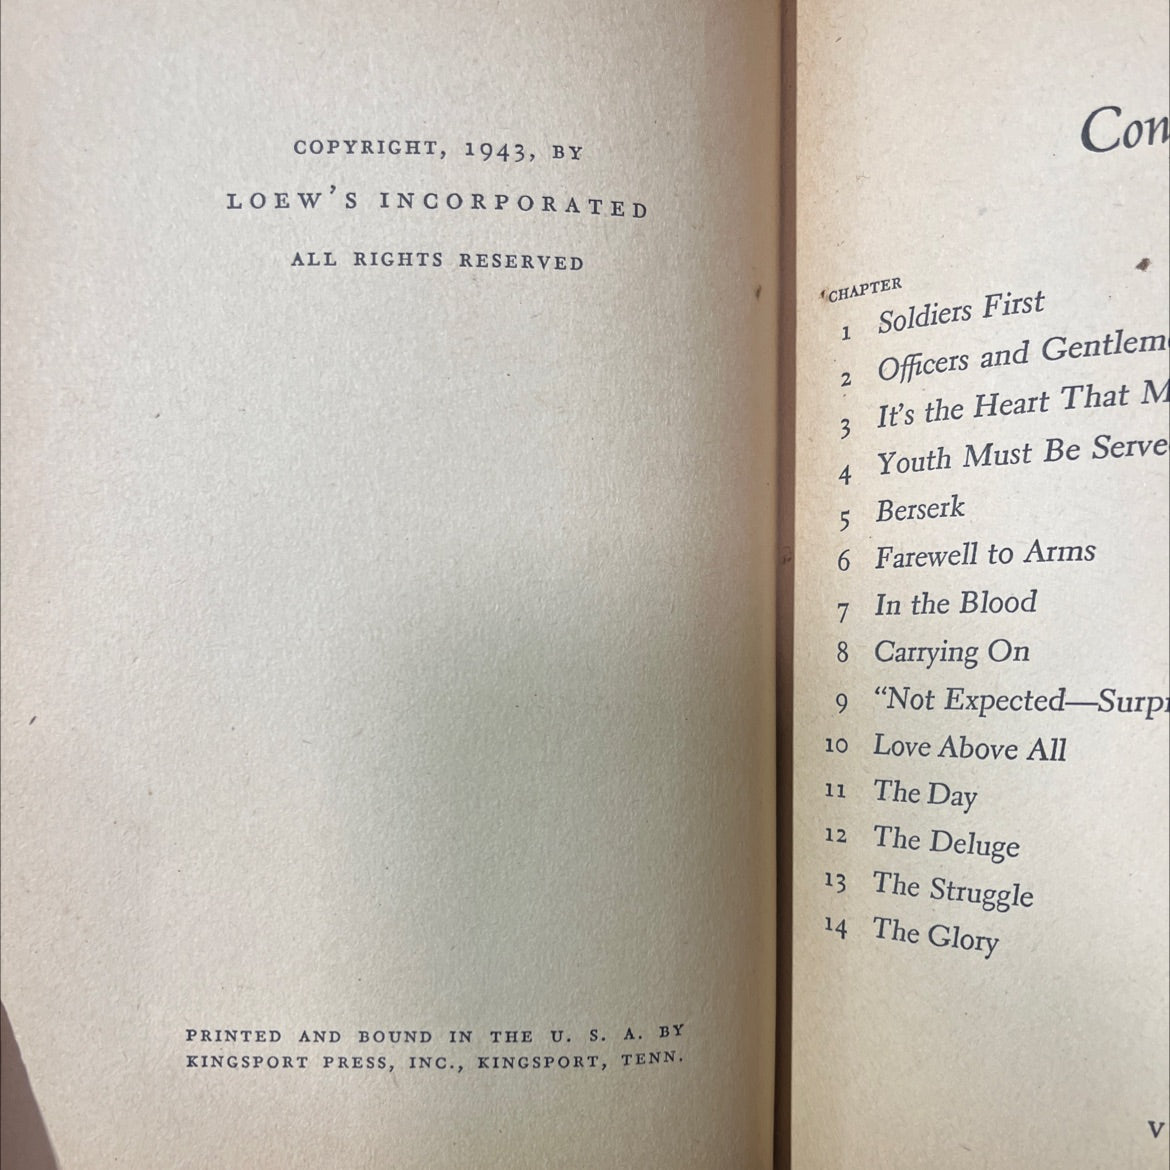 COPYRIGHT, 1943, BY
LOEW'S INCORPORATED
ALL RIGHTS RESERVED
PRINTED AND BOUND IN THE U. S. A. BY
KINGSPORT PRESS, INC., KINGSPORT, TENN.
Con
CHAPTER
1 Soldiers First
2 Officers and Gentleme
3 It's the Heart That M
4 Youth Must Be Serve
5 Berserk
6 Farewell to Arms
7 In the Blood
8 Carrying On
9 “Not Expected—Surpr
10 Love Above All
11 The Day
12 The Deluge
13 The Struggle
14 The Glory
V